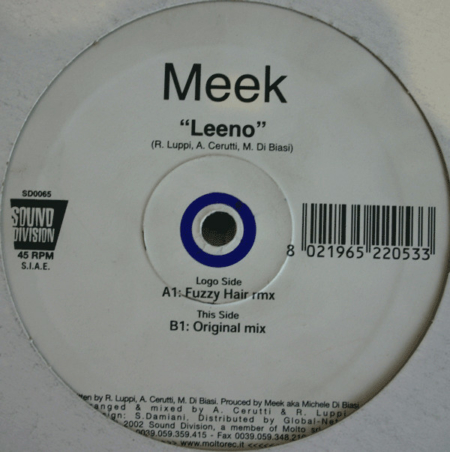 Meek
“Leeno”
(R. Luppi, A. Cerutti, M. Di Biasi)
SD0065
SOUND
DIVISION
45 RPM
S.I.A.E.
8 021965 220533
Logo Side
A1: Fuzzy Hair rmx
This Side
B1: Original mix
by R. Luppi, A. Cerutti, M. Di Biasi. Prouced by Meek aka Michele Di Biasi
& mixed by A. Cerutti & R. Luppi
S.Damiani. Distributed by
2002 Sound Division, a member of Molto
0039.059.359.415 - Fax 0039.059.348.
www.moltorec.it